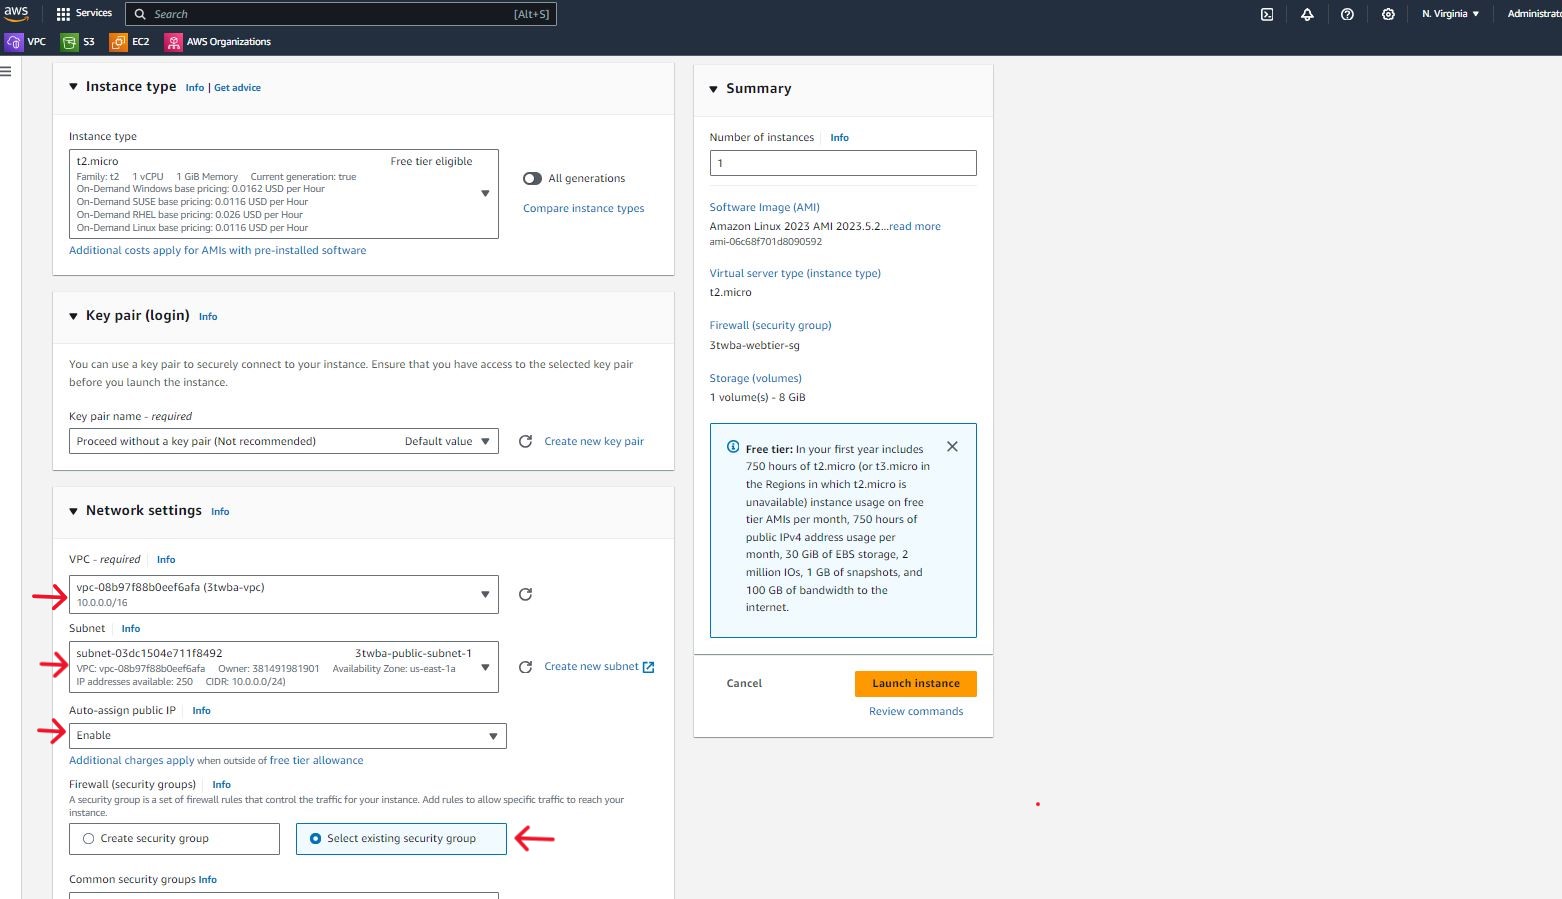 aws
Services
Search
[Alt+S]
N. Virginia
VPC
S3
EC2
AWS Organizations
Instance type
Info | Get advice
Instance type
t2.micro
Free tier eligible
Family: t2 1 vCPU 1 GiB Memory Current generation: true
On-Demand Windows base pricing: 0.0162 USD per Hour
On-Demand SUSE base pricing: 0.0116 USD per Hour
On-Demand RHEL base pricing: 0.026 USD per Hour
On-Demand Linux base pricing: 0.0116 USD per Hour
All generations
Compare instance types
Additional costs apply for AMIs with pre-installed software
Key pair (login)
Info
You can use a key pair to securely connect to your instance. Ensure that you have access to the selected key pair
before you launch the instance.
Key pair name - required
Proceed without a key pair (Not recommended)
Default value
Create new key pair
Network settings
Info
VPC - required
Info
vpc-08b97f88b0eef6afa (3twba-vpc)
10.0.0.0/16
Subnet
Info
subnet-03dc1504e711f8492
3twba-public-subnet-1
VPC: vpc-08b97f88b0eef6afa Owner: 381491981901 Availability Zone: us-east-1a
IP addresses available: 250 CIDR: 10.0.0.0/24)
Create new subnet
Auto-assign public IP
Info
Enable
Additional charges apply when outside of free tier allowance
Firewall (security groups)
Info
A security group is a set of firewall rules that control the traffic for your instance. Add rules to allow specific traffic to reach your
instance.
Create security group
Select existing security group
Common security groups Info
Summary
Number of instances
Info
1
Software Image (AMI)
Amazon Linux 2023 AMI 2023.5.2...read more
ami-06c68f701d8090592
Virtual server type (instance type)
t2.micro
Firewall (security group)
3twba-webtier-sg
Storage (volumes)
1 volume(s) - 8 GiB
Free tier: In your first year includes
750 hours of t2.micro (or t3.micro in
the Regions in which t2.micro is
unavailable) instance usage on free
tier AMIs per month, 750 hours of
public IPv4 address usage per
month, 30 GiB of EBS storage, 2
million IOs, 1 GB of snapshots, and
100 GB of bandwidth to the
internet.
Cancel
Launch instance
Review commands